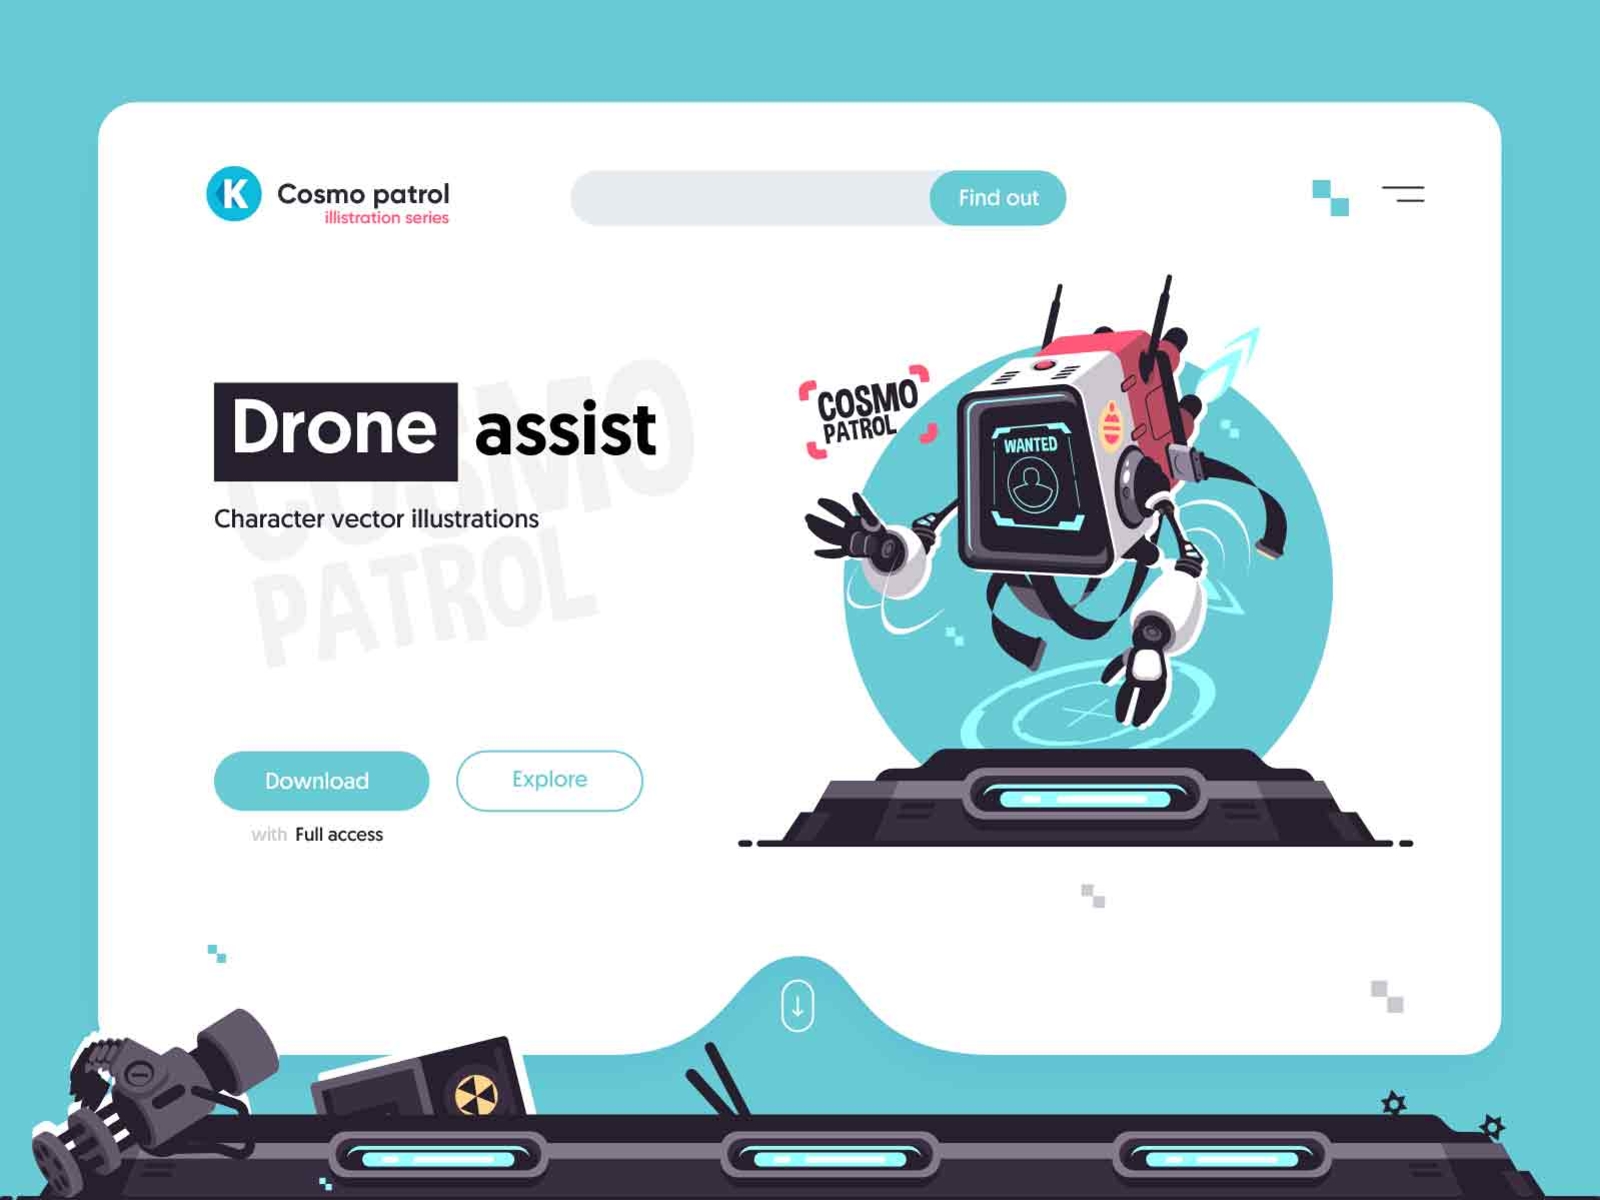 K
Cosmo patrol
illistration series
Find out
COSMO
PATROL
Drone assist
Character vector illustrations
COSMO
PATROL
WANTED
Download
Explore
with Full access